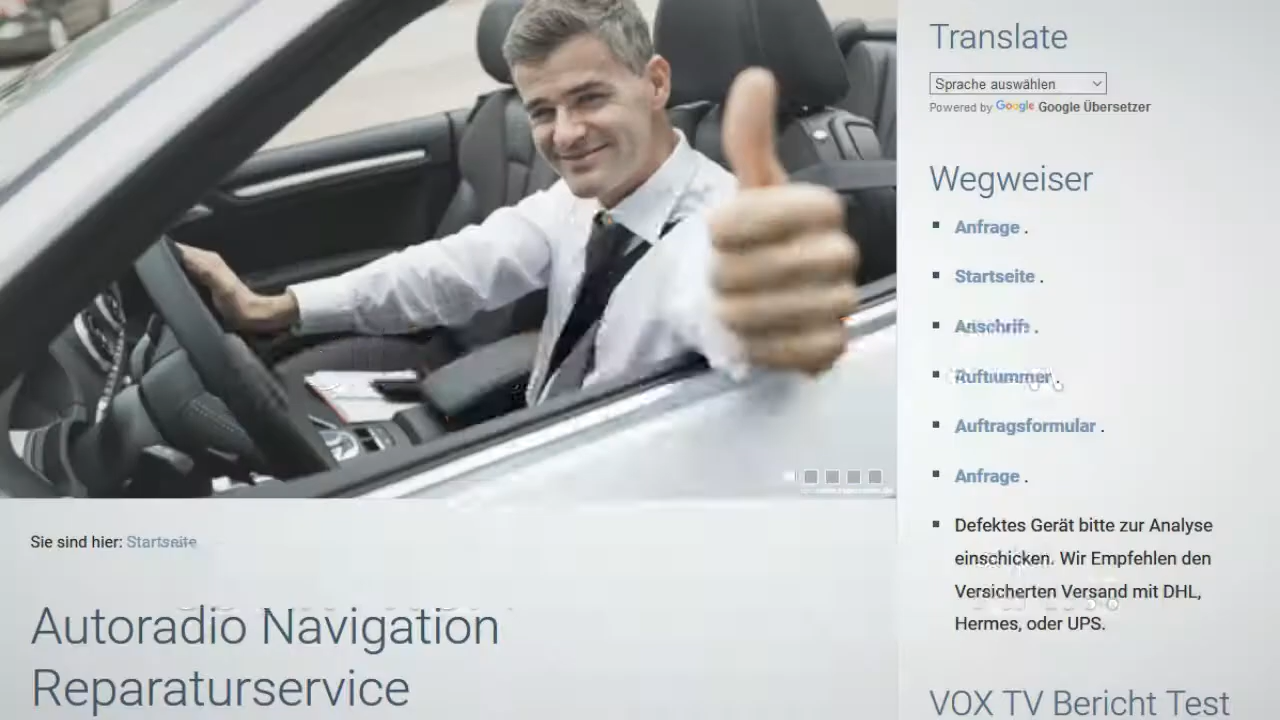 Translate
Sprache auswählen
Powered by Google Google Übersetzer
Wegweiser
Anfrage .
Startseite .
Anschrift .
Rufnummer .
Auftragsformular .
Anfrage .
Defektes Gerät bitte zur Analyse
einschicken. Wir Empfehlen den
Versicherten Versand mit DHL,
Hermes, oder UPS.
VOX TV Bericht Test
Sie sind hier: Startseite
Autoradio Navigation
Reparaturservice